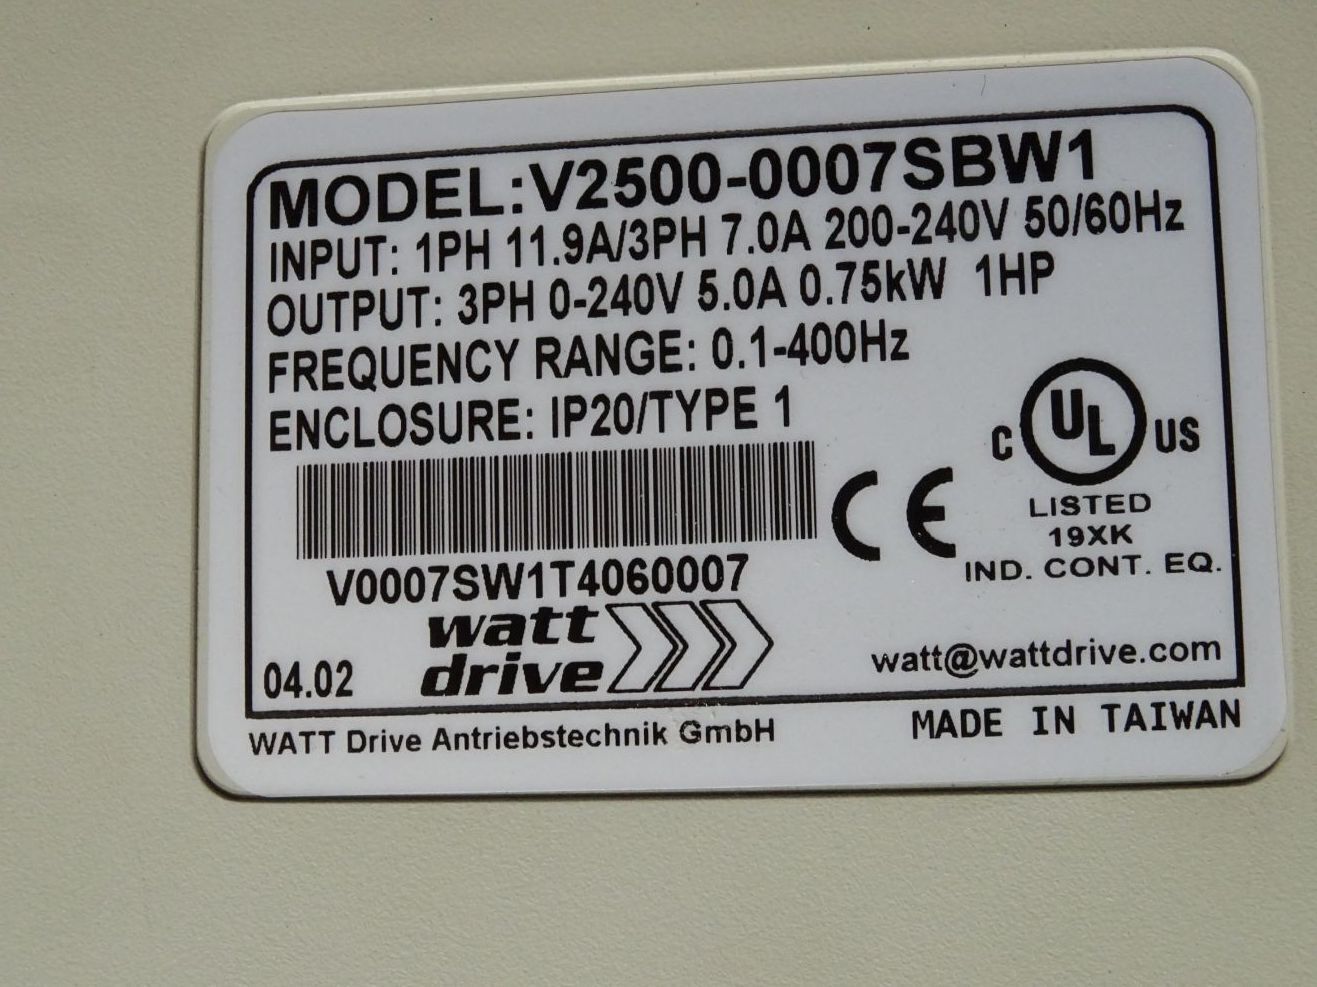 MODEL:V2500-0007SBW1
INPUT: 1PH 11.9A/3PH 7.0A 200-240V 50/60Hz
OUTPUT: 3PH 0-240V 5.0A 0.75kW 1HP
FREQUENCY RANGE: 0.1-400Hz
ENCLOSURE: IP20/TYPE 1
C UL US
LISTED
19XK
IND. CONT. EQ.
CE
V0007SW1T4060007
watt
drive
04.02
watt@wattdrive.com
WATT Drive Antriebstechnik GmbH
MADE IN TAIWAN